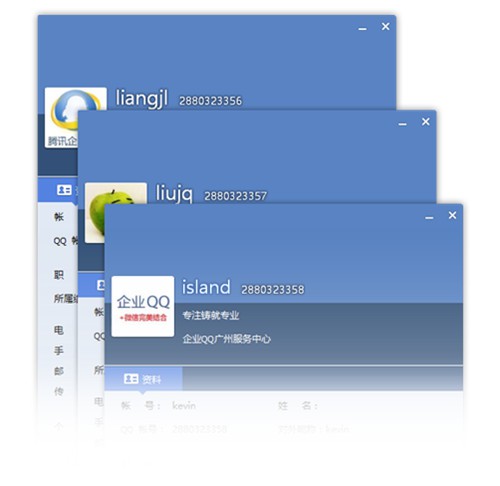 liangjl 2880323356
腾讯企
帐
QQ 帐
职
所属
电
手
邮
传
liujq 2880323357
帐
QQ
所
电
手
island 2880323358
企业QQ
+微信完美结合
专注铸就专业
企业QQ广州服务中心
资料
帐 号： kevin 姓 名：